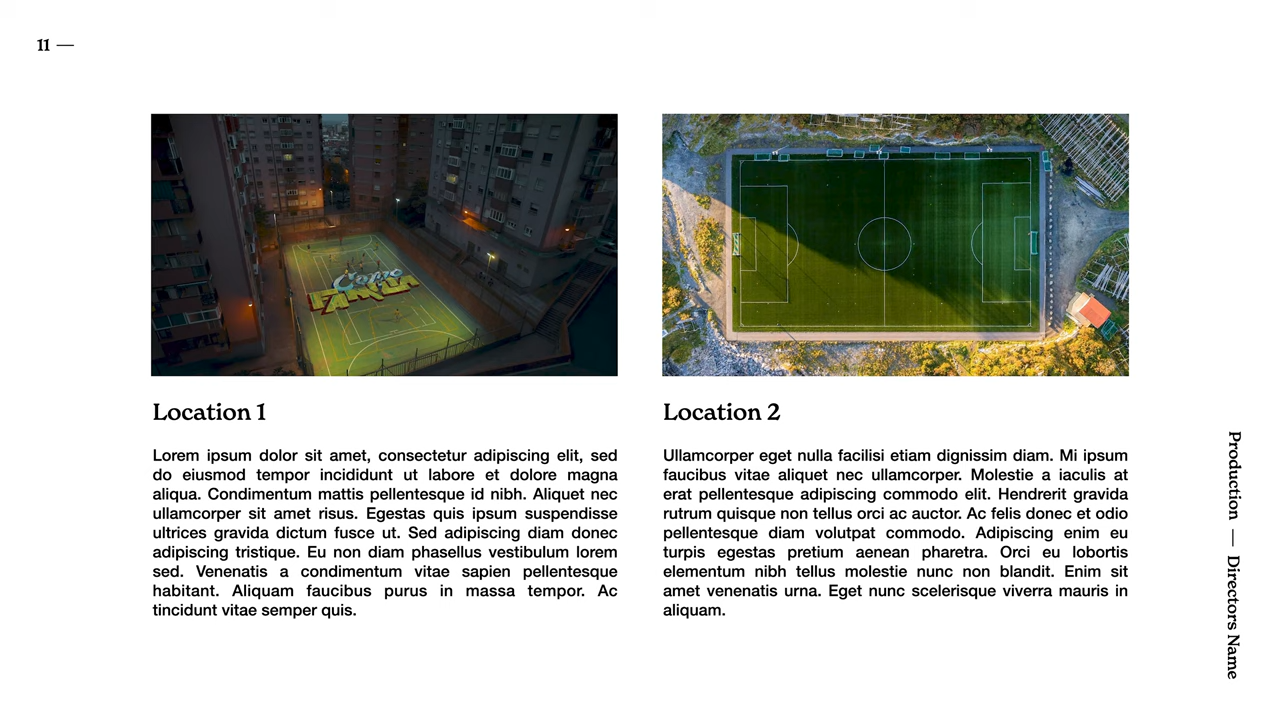 11 —
Como
FAMILIA
Location 1
Lorem ipsum dolor sit amet, consectetur adipiscing elit, sed
do eiusmod tempor incididunt ut labore et dolore magna
aliqua. Condimentum mattis pellentesque id nibh. Aliquet nec
ullamcorper sit amet risus. Egestas quis ipsum suspendisse
ultrices gravida dictum fusce ut. Sed adipiscing diam donec
adipiscing tristique. Eu non diam phasellus vestibulum lorem
sed. Venenatis a condimentum vitae sapien pellentesque
habitant. Aliquam faucibus purus in massa tempor. Ac
tincidunt vitae semper quis.
Location 2
Ullamcorper eget nulla facilisi etiam dignissim diam. Mi ipsum
faucibus vitae aliquet nec ullamcorper. Molestie a iaculis at
erat pellentesque adipiscing commodo elit. Hendrerit gravida
rutrum quisque non tellus orci ac auctor. Ac felis donec et odio
pellentesque diam volutpat commodo. Adipiscing enim eu
turpis egestas pretium aenean pharetra. Orci eu lobortis
elementum nibh tellus molestie nunc non blandit. Enim sit
amet venenatis urna. Eget nunc scelerisque viverra mauris in
aliquam.
Production — Directors Name